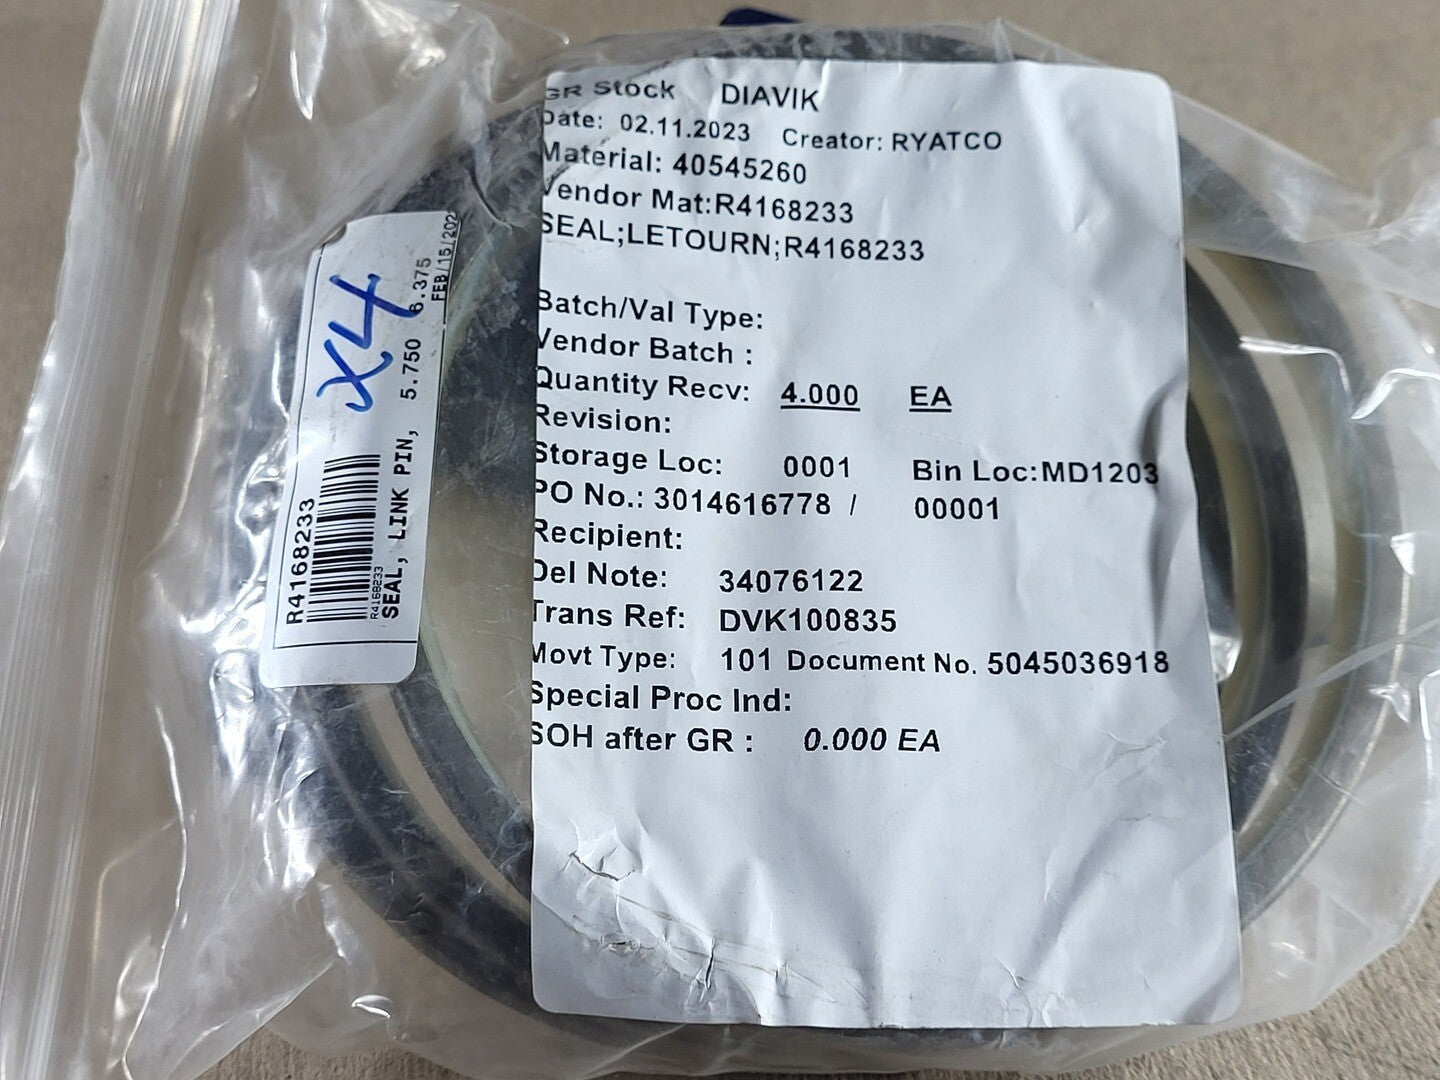 GR Stock DIAVIK
Date: 02.11.2023 Creator: RYATCO
Material: 40545260
Vendor Mat:R4168233
SEAL;LETOURN;R4168233
Batch/Val Type:
Vendor Batch :
Quantity Recv: 4.000 EA
Revision:
Storage Loc: 0001 Bin Loc:MD1203
PO No.: 3014616778 / 00001
Recipient:
Del Note: 34076122
Trans Ref: DVK100835
Movt Type: 101 Document No. 5045036918
Special Proc Ind:
SOH after GR : 0.000 EA
R4168233
X4
R4168233
SEAL, LINK PIN, 5.750 6.375
FEB/15/202